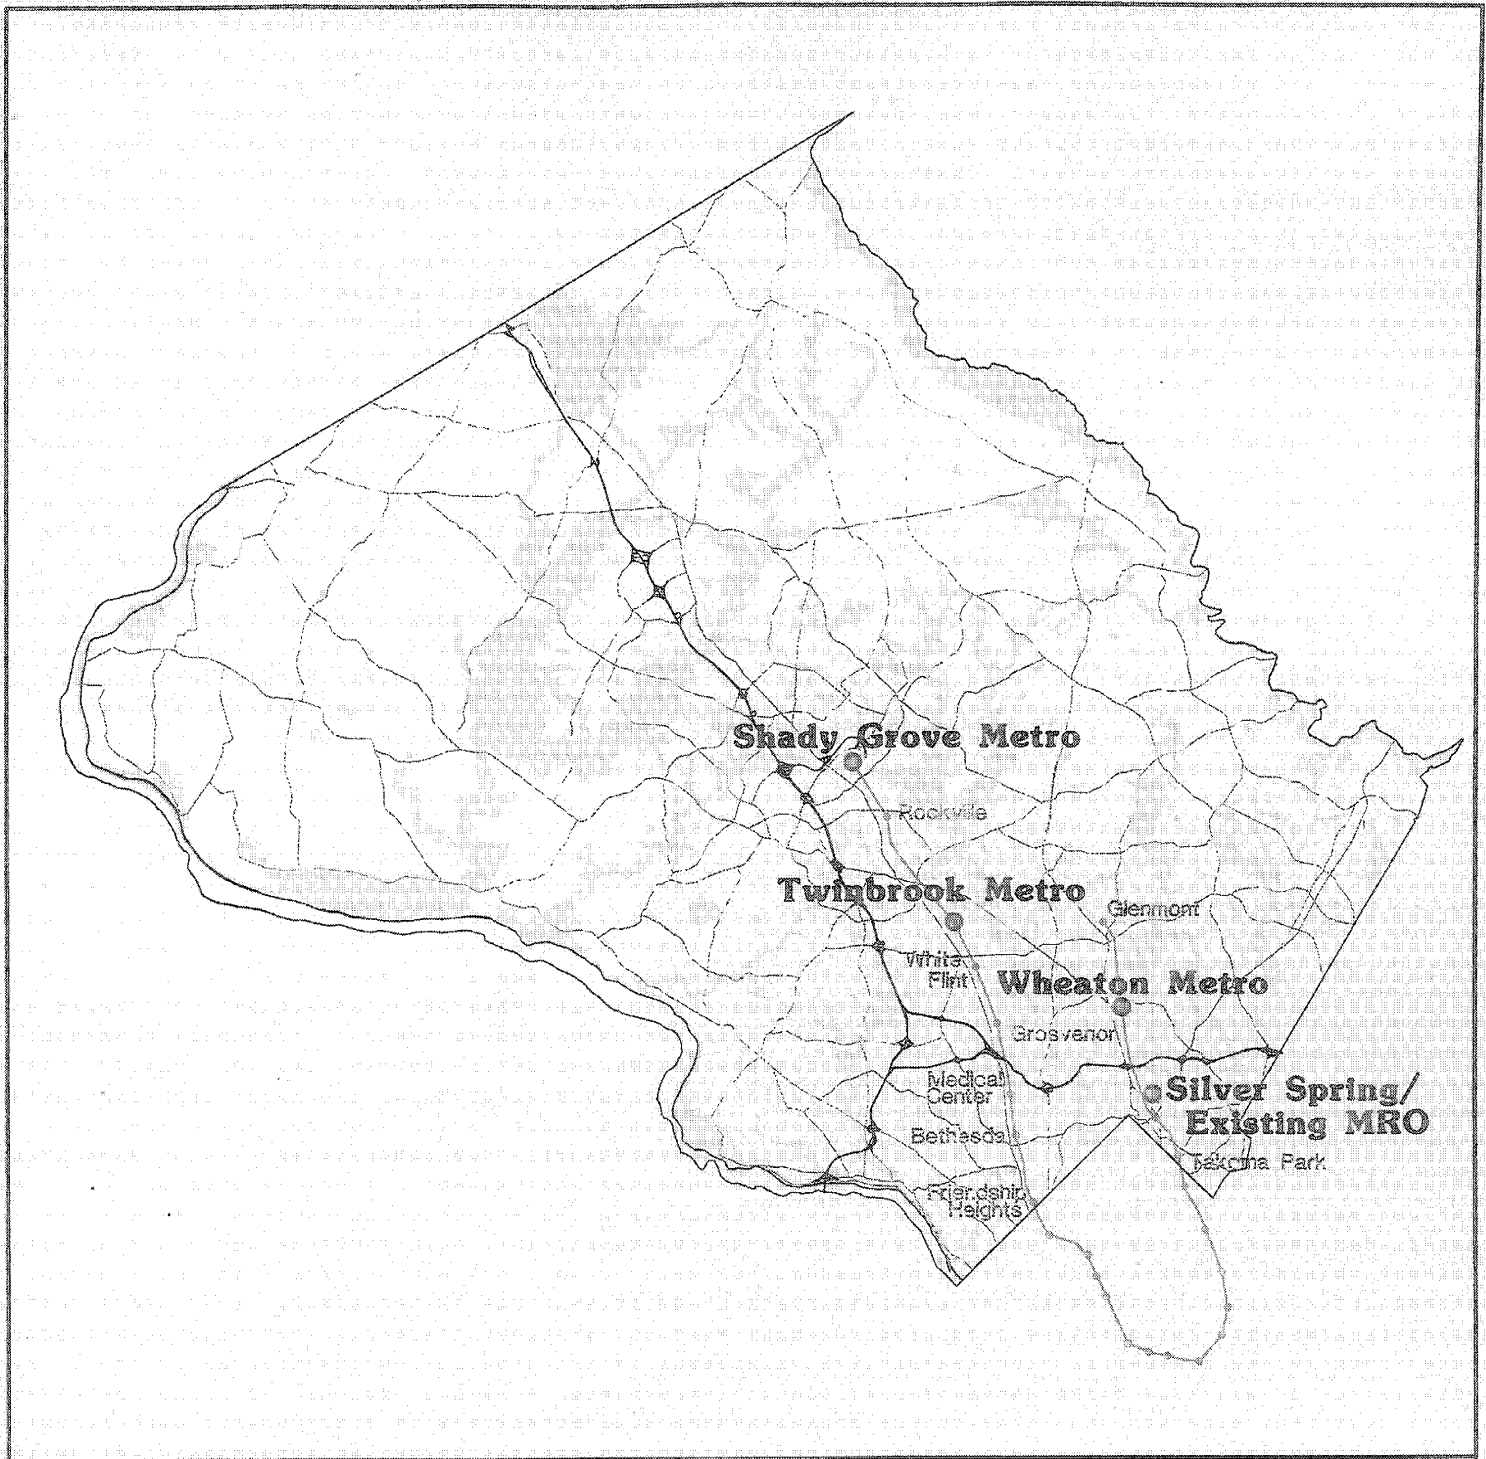 Shady Grove Metro
Rockville
Twinbrook Metro
Glenmont
White
Flint
Wheaton Metro
Grosvenor
Medical
Center
Silver Spring/
Existing MRO
Bethesda
Takoma Park
Friendship
Heights